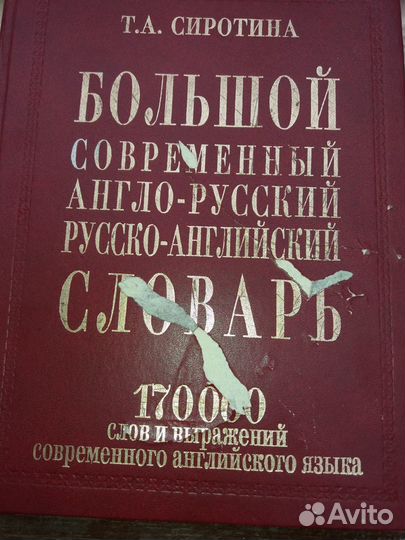 Т.А. СИРОТИНА
БОЛЬШОЙ
СОВРЕМЕННЫЙ
АНГЛО-РУССКИЙ
РУССКО-АНГЛИЙСКИЙ
СЛОВАРЬ
170000
слов и выражений
современного английского языка
Avito